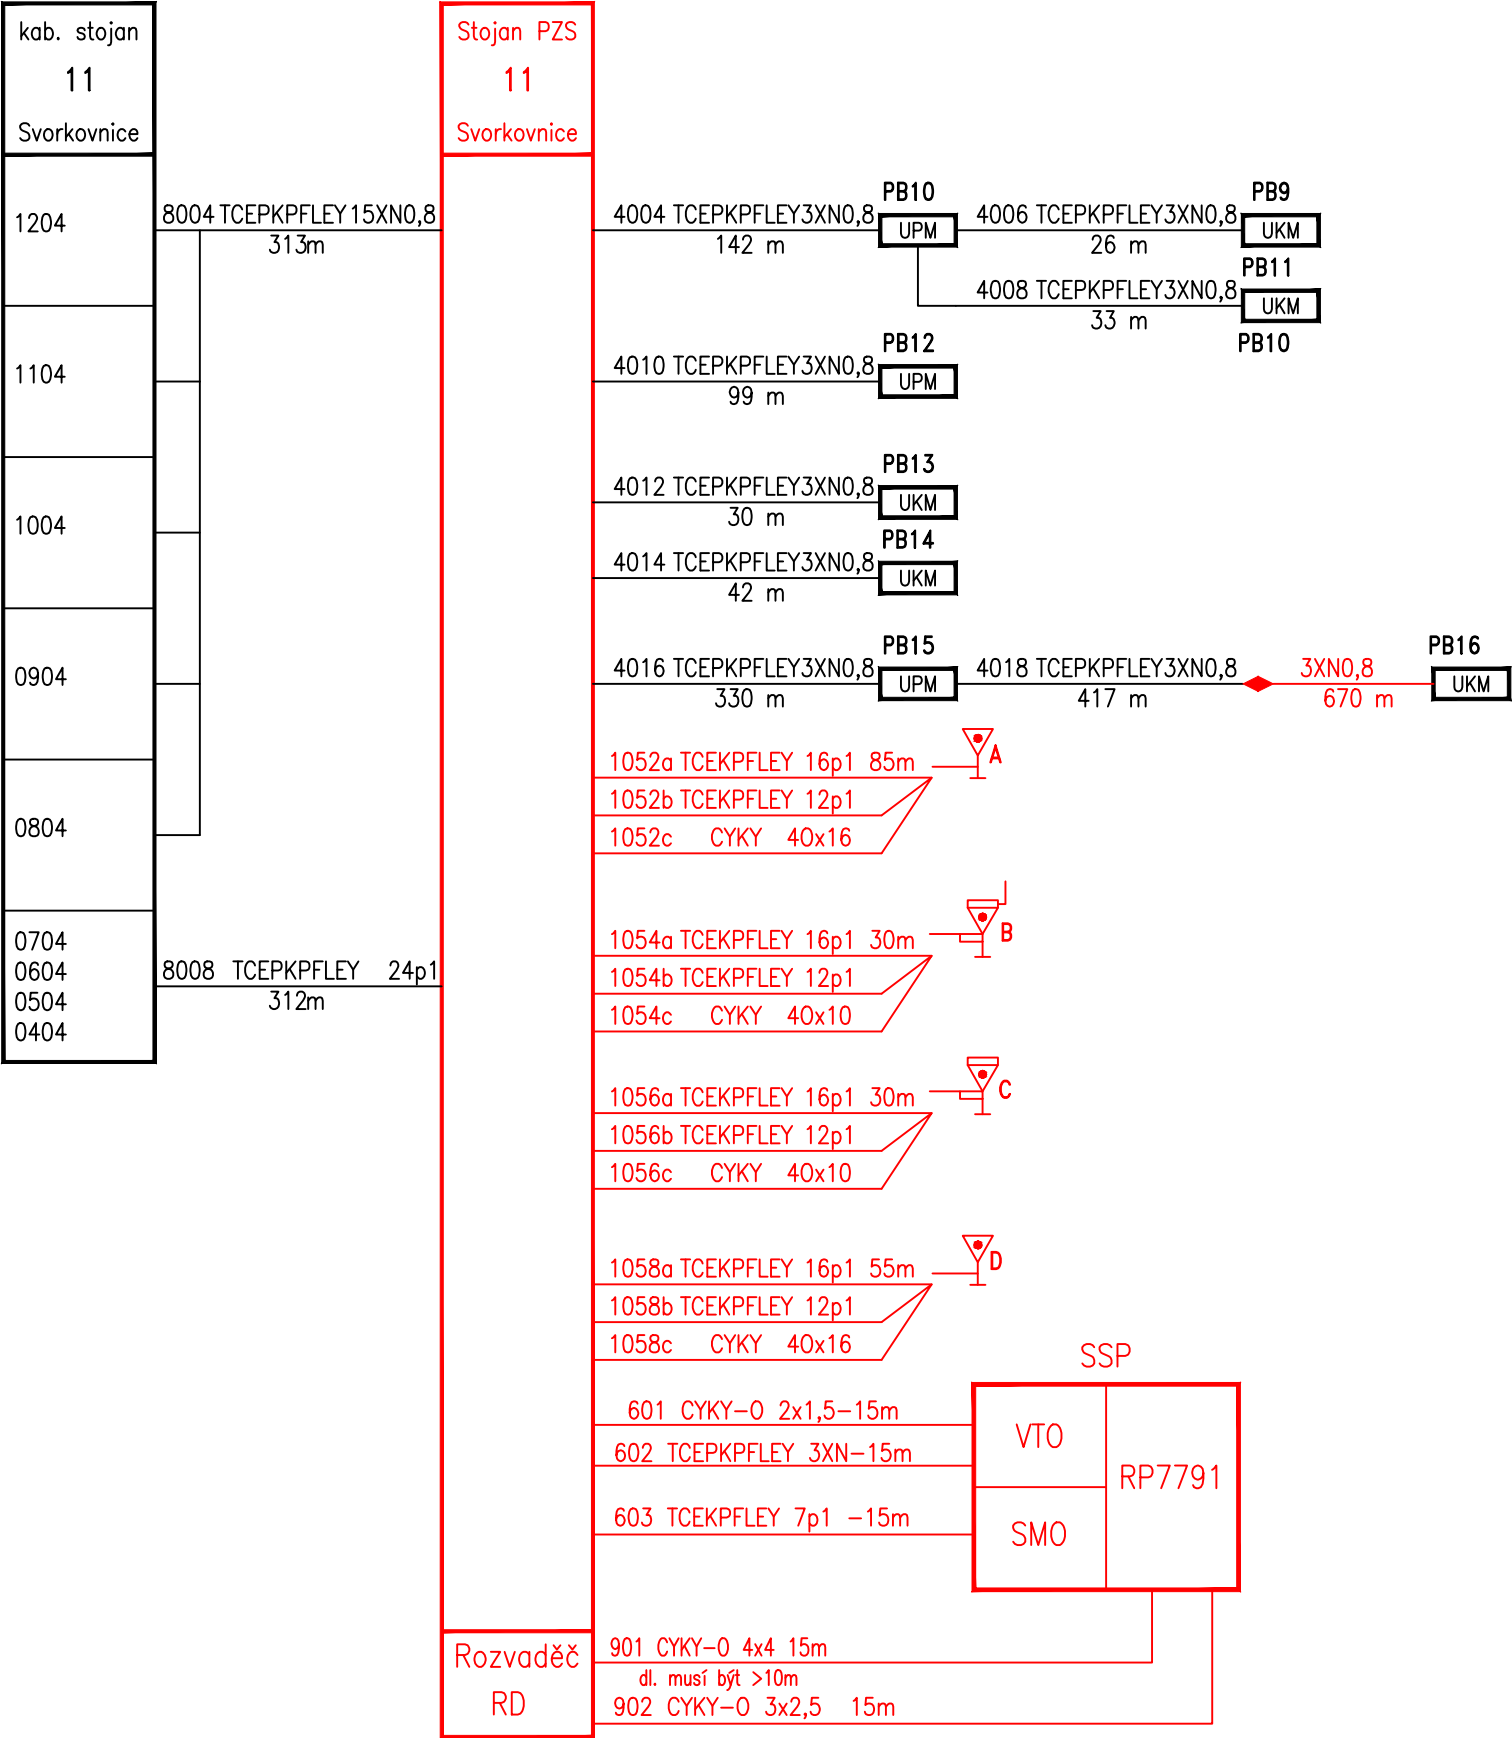 kab. stojan
11
Svorkovnice
1204
1104
1004
0904
0804
0704
0604
0504
0404
8004 TCEPKPFLEY 15XN0,8
313m
8008 TCEPKPFLEY 24p1
312m
Stojan PZS
11
Svorkovnice
4004 TCEPKPFLEY3XN0,8
142 m
PB10
UPM
4006 TCEPKPFLEY3XN0,8
26 m
PB9
UKM
4008 TCEPKPFLEY3XN0,8
33 m
PB11
UKM
PB10
4010 TCEPKPFLEY3XN0,8
99 m
PB12
UPM
4012 TCEPKPFLEY3XN0,8
30 m
PB13
UKM
4014 TCEPKPFLEY3XN0,8
42 m
PB14
UKM
4016 TCEPKPFLEY3XN0,8
330 m
PB15
UPM
4018 TCEPKPFLEY3XN0,8
417 m
3XN0,8
670 m
PB16
UKM
1052a TCEKPFLEY 16p1 85m
1052b TCEKPFLEY 12p1
1052c CYKY 4Ox16
A
1054a TCEKPFLEY 16p1 30m
1054b TCEKPFLEY 12p1
1054c CYKY 4Ox10
B
1056a TCEKPFLEY 16p1 30m
1056b TCEKPFLEY 12p1
1056c CYKY 4Ox10
C
1058a TCEKPFLEY 16p1 55m
1058b TCEKPFLEY 12p1
1058c CYKY 4Ox16
D
SSP
601 CYKY-O 2x1,5-15m
602 TCEPKPFLEY 3XN-15m
603 TCEKPFLEY 7p1 -15m
VTO
SMO
RP7791
Rozvaděč
RD
901 CYKY-O 4x4 15m
dl. musí být >10m
902 CYKY-O 3x2,5 15m